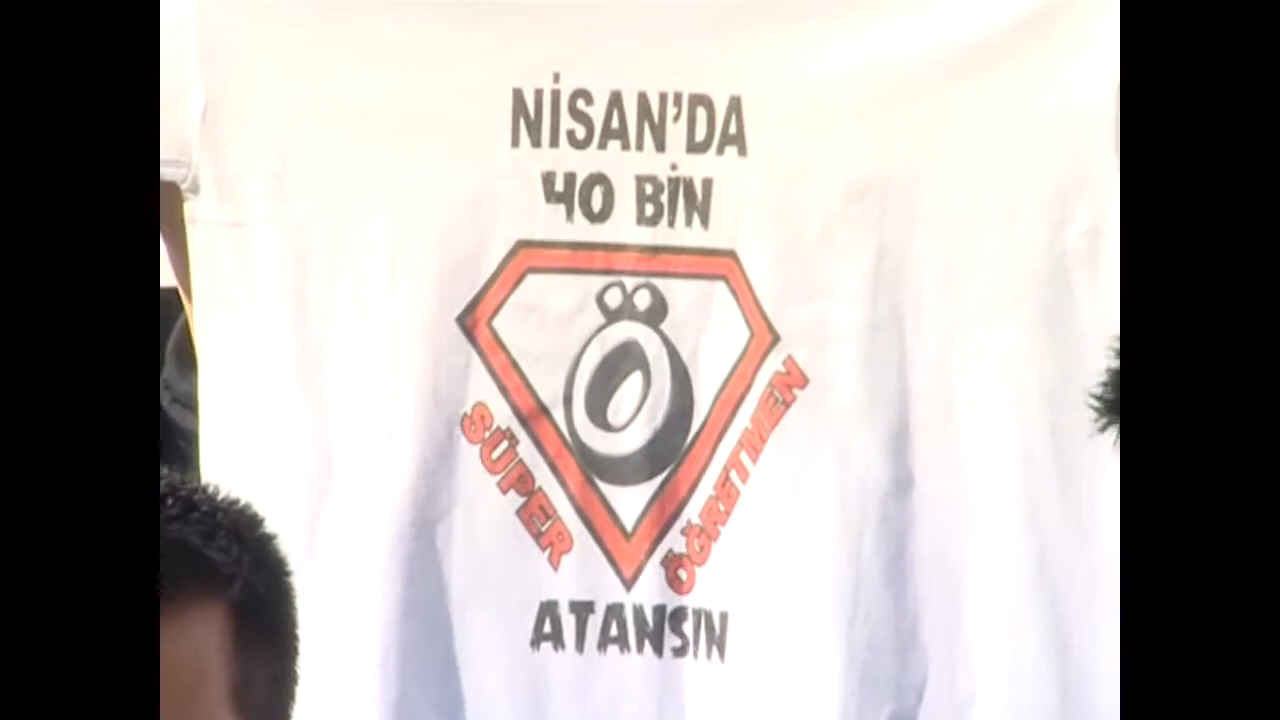 NİSAN'DA
40 BİN
Ö
SÜPER
ÖĞRETMEN
ATANSIN